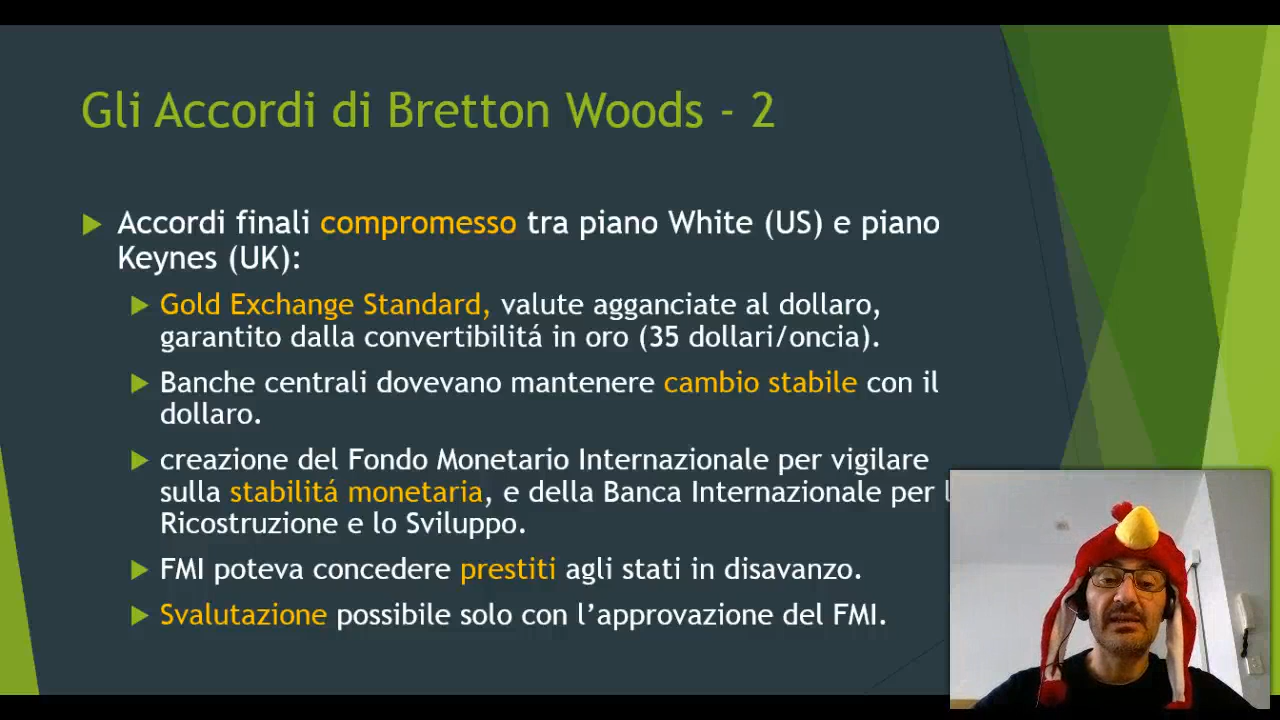 Gli Accordi di Bretton Woods - 2
Accordi finali compromesso tra piano White (US) e piano
Keynes (UK):
Gold Exchange Standard, valute agganciate al dollaro,
garantito dalla convertibilitá in oro (35 dollari/oncia).
Banche centrali dovevano mantenere cambio stabile con il
dollaro.
creazione del Fondo Monetario Internazionale per vigilare
sulla stabilitá monetaria, e della Banca Internazionale per l
Ricostruzione e lo Sviluppo.
FMI poteva concedere prestiti agli stati in disavanzo.
Svalutazione possibile solo con l’approvazione del FMI.